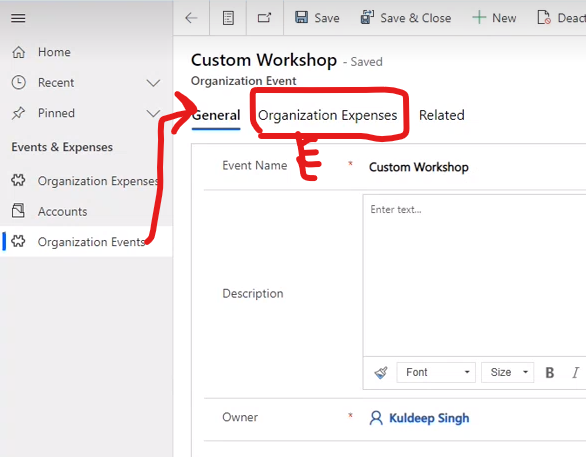 Save
Save & Close
New
Home
Recent
Pinned
Events & Expenses
Organization Expenses
Accounts
Organization Events
Custom Workshop - Saved
Organization Event
General
Organization Expenses
Related
Event Name * Custom Workshop
Enter text...
Description
Font
Size
B
I
Owner * Kuldeep Singh